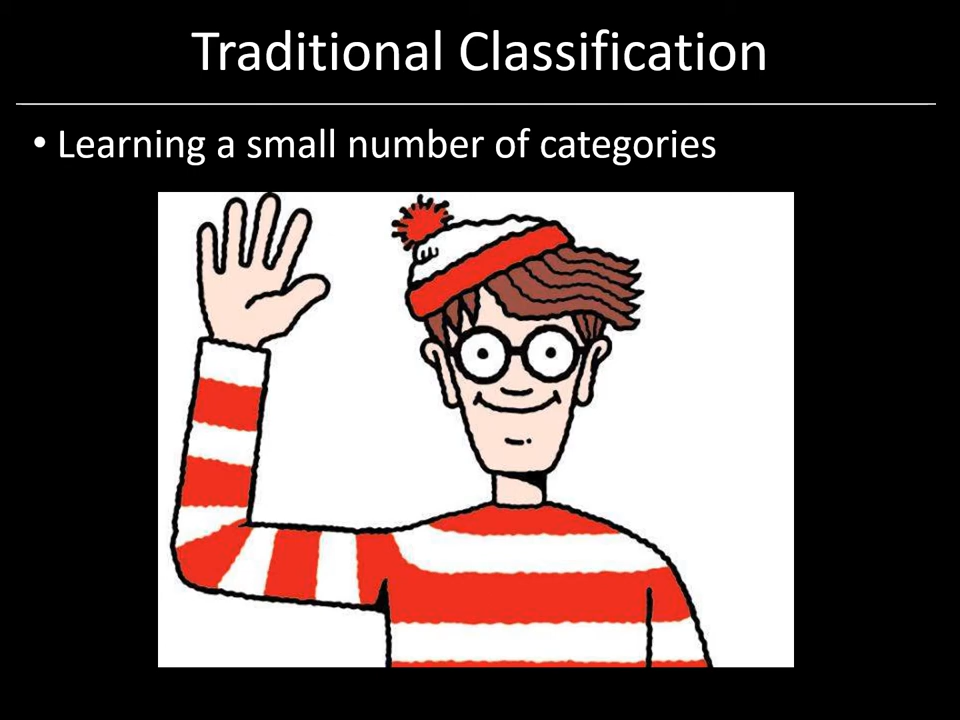 Traditional Classification
• Learning a small number of categories